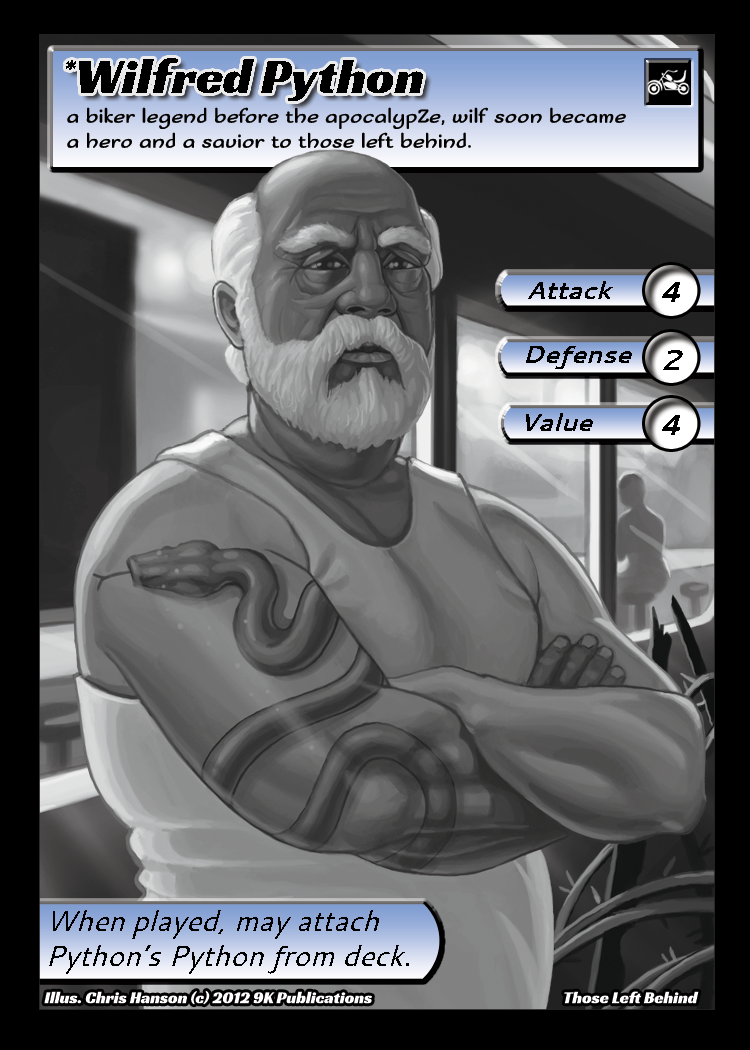 *Wilfred Python
a biker legend before the apocalypZe, wilf soon became
a hero and a savior to those left behind.
Attack 4
Defense 2
Value 4
When played, may attach
Python's Python from deck.
Illus. Chris Hanson (c) 2012 9K Publications
Those Left Behind